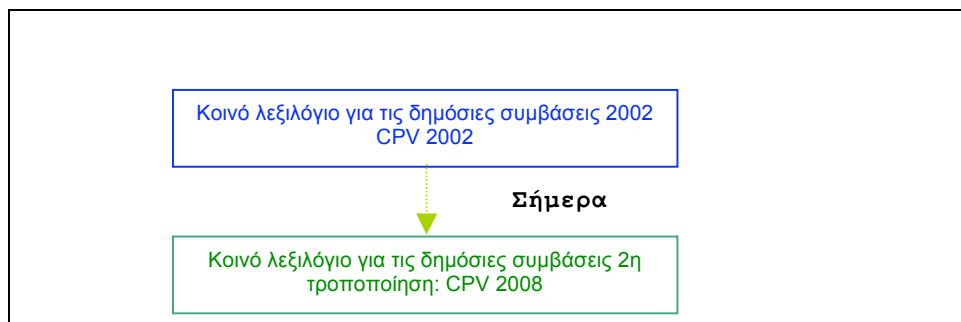 Κοινό λεξιλόγιο για τις δημόσιες συμβάσεις 2002
CPV 2002
Σήμερα
Κοινό λεξιλόγιο για τις δημόσιες συμβάσεις 2η
τροποποίηση: CPV 2008